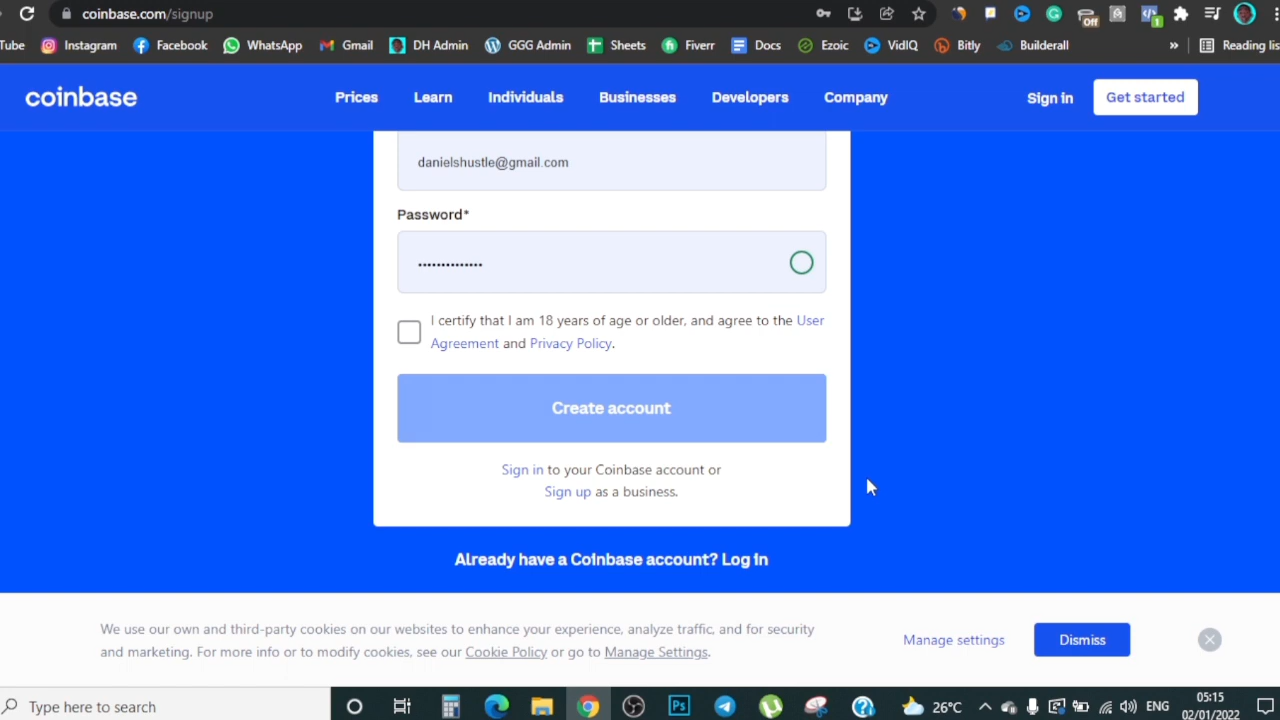 coinbase.com/signup
Off
1
Tube Instagram Facebook WhatsApp Gmail DH Admin GGG Admin Sheets Fiverr Docs Ezoic VidIQ Bitly Builderall » Reading lis
coinbase Prices Learn Individuals Businesses Developers Company Sign in Get started
danielshustle@gmail.com
Password*
••••••••••••••
I certify that I am 18 years of age or older, and agree to the User
Agreement and Privacy Policy.
Create account
Sign in to your Coinbase account or
Sign up as a business.
Already have a Coinbase account? Log in
We use our own and third-party cookies on our websites to enhance your experience, analyze traffic, and for security
and marketing. For more info or to modify cookies, see our Cookie Policy or go to Manage Settings.
Manage settings
Dismiss
Type here to search
26°C
ENG
05:15
02/01/2022